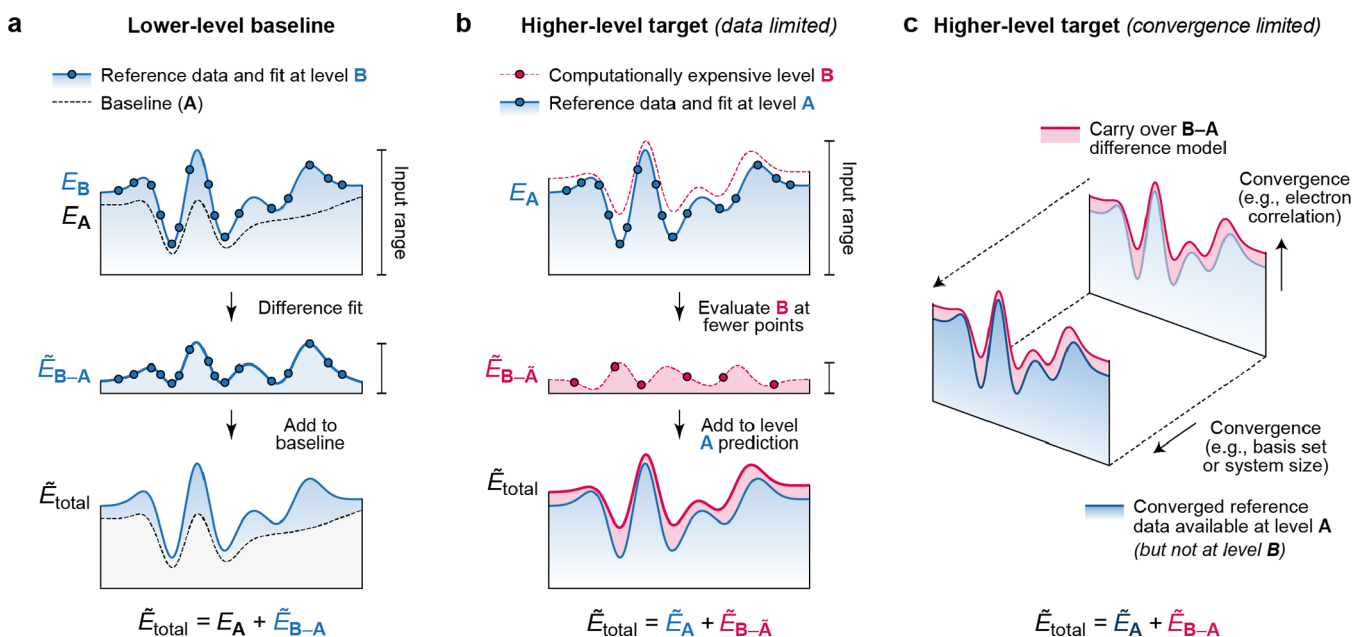 a Lower-level baseline
Reference data and fit at level B
Baseline (A)
E_B
E_A
Input range
Difference fit
Ẽ_B–A
Add to
baseline
Ẽ_total
Ẽ_total = E_A + Ẽ_B–A
b Higher-level target (data limited)
Computationally expensive level B
Reference data and fit at level A
E_A
Input range
Evaluate B at
fewer points
Ẽ_B–Ã
Add to level
A prediction
Ẽ_total
Ẽ_total = Ẽ_A + Ẽ_B–Ã
c Higher-level target (convergence limited)
Carry over B–A
difference model
Convergence
(e.g., electron
correlation)
Convergence
(e.g., basis set
or system size)
Converged reference
data available at level A
(but not at level B)
Ẽ_total = Ẽ_A + Ẽ_B–A